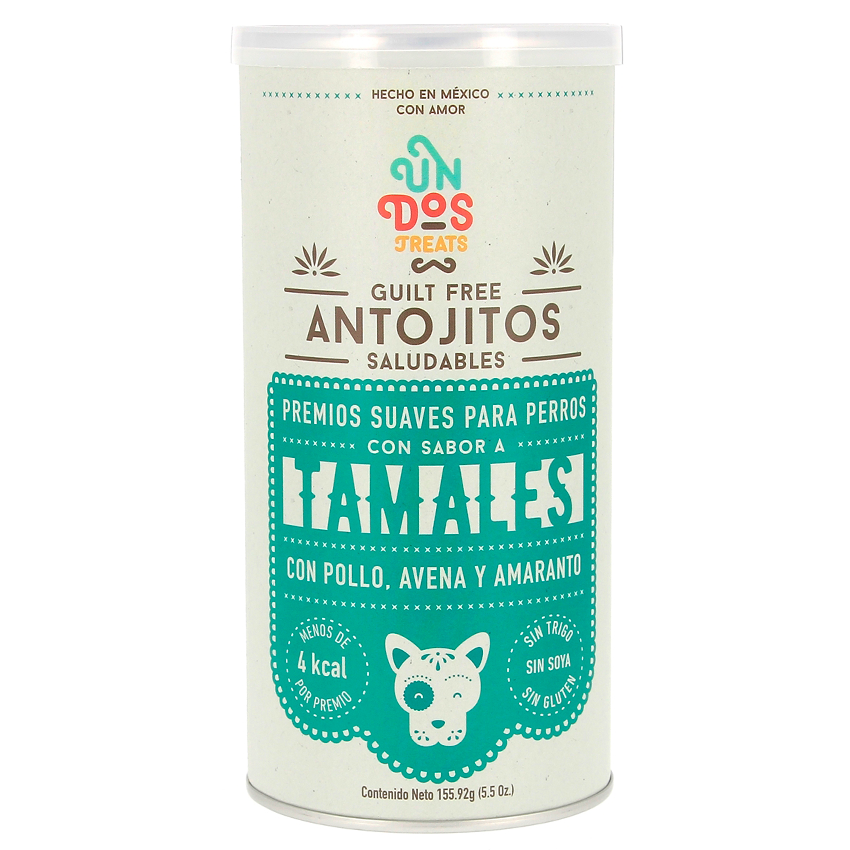 HECHO EN MÉXICO
CON AMOR
UN
DOS
TREATS
GUILT FREE
ANTOJITOS
SALUDABLES
PREMIOS SUAVES PARA PERROS
CON SABOR A
TAMALES
CON POLLO, AVENA Y AMARANTO
MENOS DE
4 kcal
POR PREMIO
SIN TRIGO
SIN SOYA
SIN GLUTEN
Contenido Neto 155.92g (5.5 Oz.)